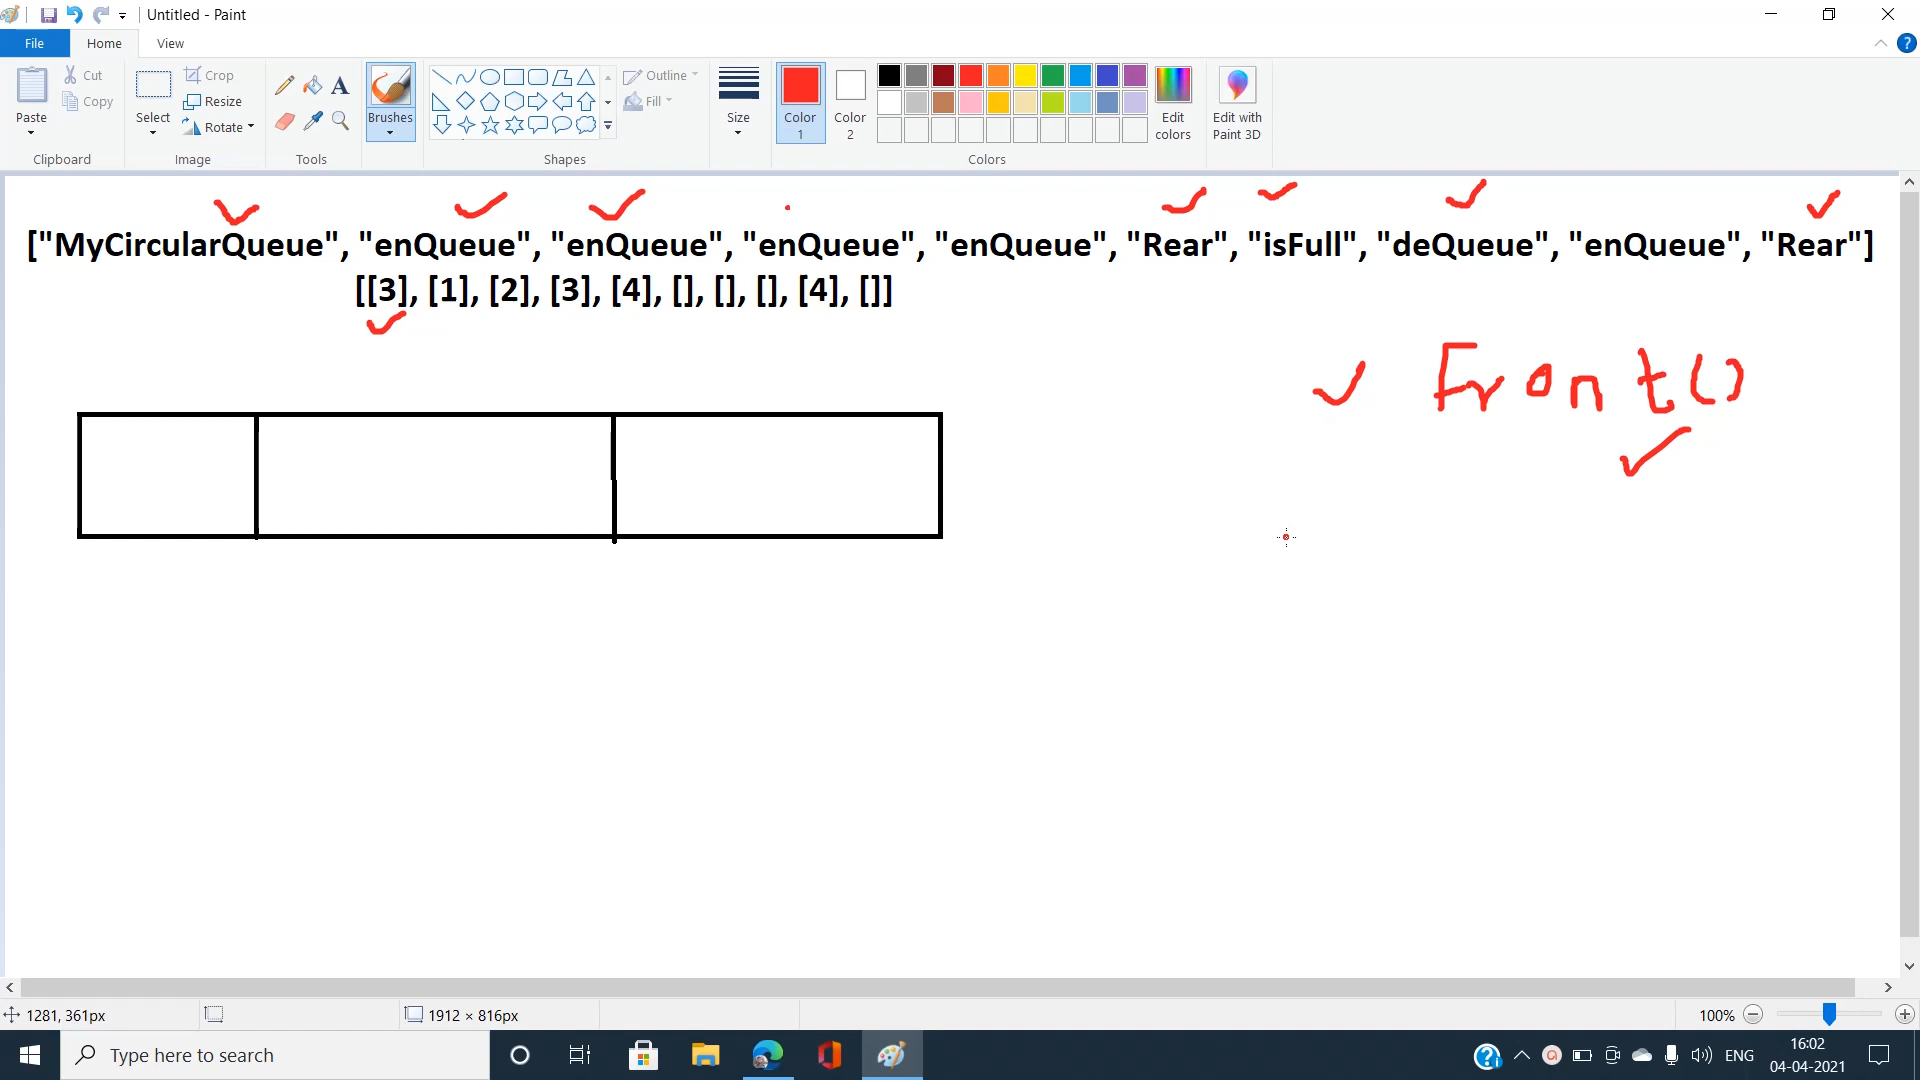 Untitled - Paint
File Home View
Cut
Copy
Paste
Clipboard
Select
Crop
Resize
Rotate
Image
Tools
Brushes
Outline
Fill
Shapes
Size
Color 1
Color 2
Colors
Edit colors
Edit with Paint 3D
["MyCircularQueue", "enQueue", "enQueue", "enQueue", "enQueue", "Rear", "isFull", "deQueue", "enQueue", "Rear"]
[[3], [1], [2], [3], [4], [], [], [], [4], []]
Front()
1281, 361px
1912 × 816px
100%
Type here to search
ENG
16:02
04-04-2021